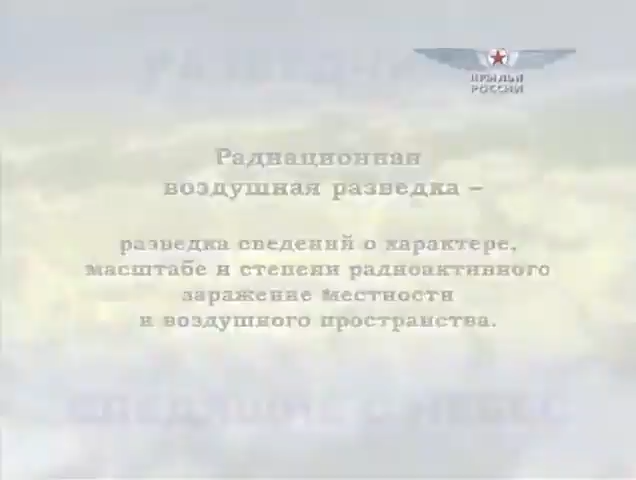 КРЫЛЬЯ
РОССИИ
Радиационная
воздушная разведка –
разведка сведений о характере,
масштабе и степени радиоактивного
заражение местности
и воздушного пространства.